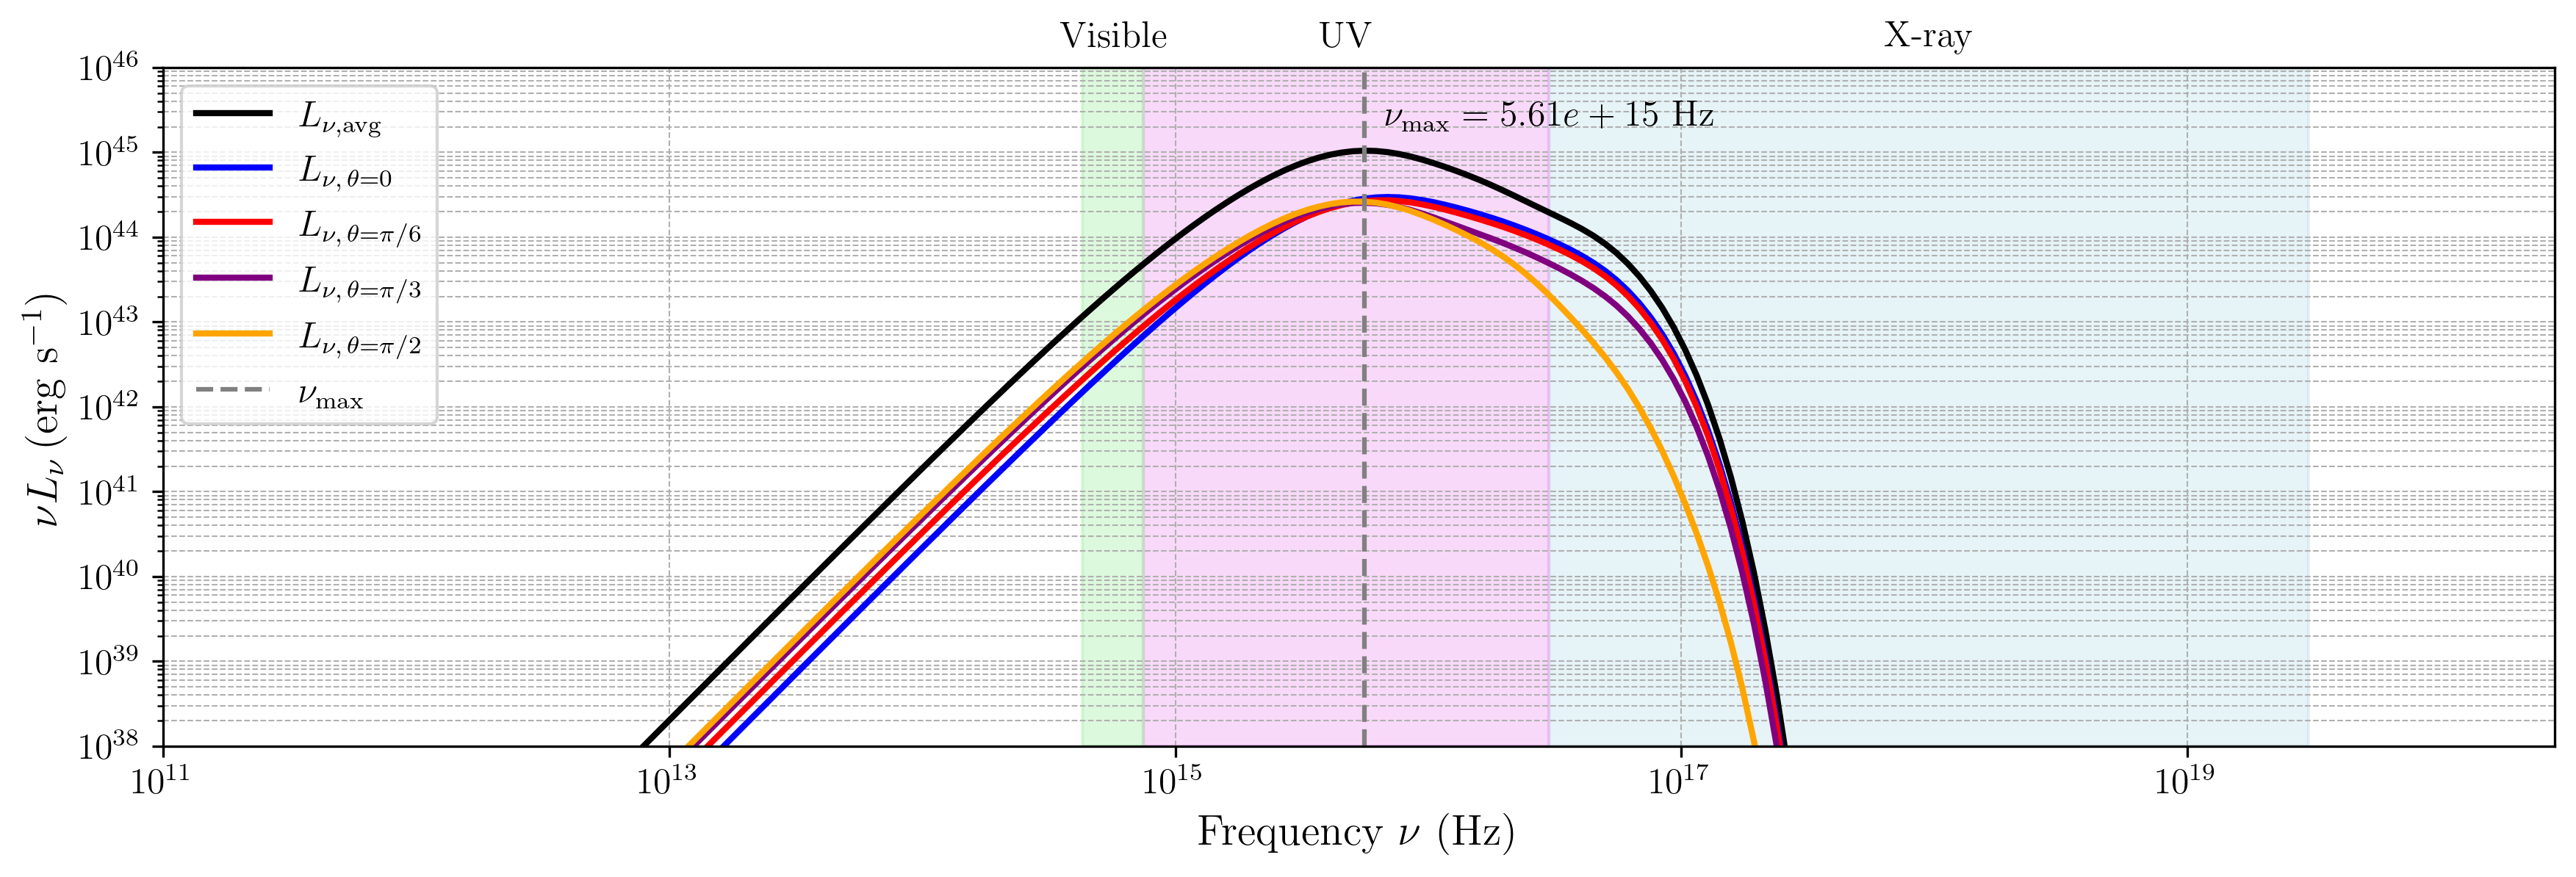 Visible UV X-ray
10^46
10^45
10^44
10^43
10^42
10^41
10^40
10^39
10^38
νL_ν (erg s^−1)
L_ν,avg
L_ν, θ=0
L_ν, θ=π/6
L_ν, θ=π/3
L_ν, θ=π/2
ν_max
ν_max = 5.61e + 15 Hz
10^11 10^13 10^15 10^17 10^19
Frequency ν (Hz)